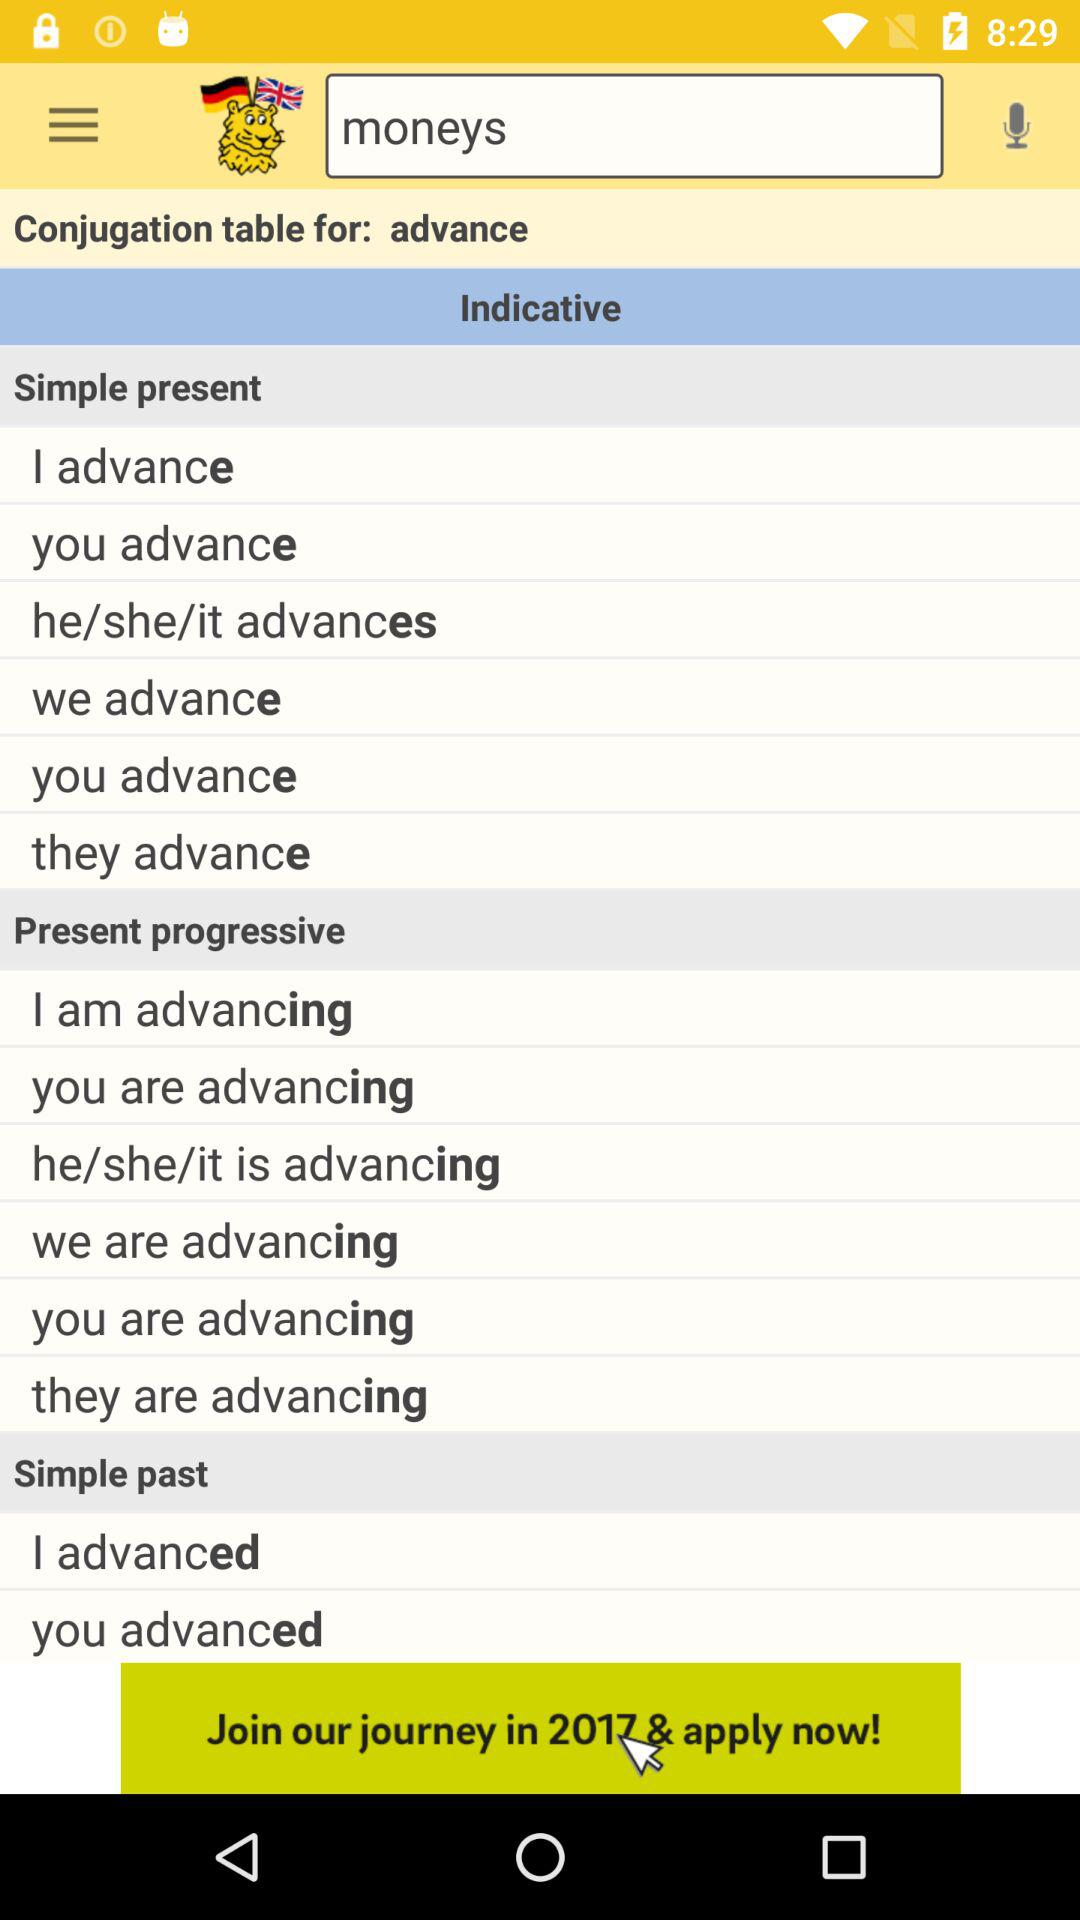 8:29
moneys
Conjugation table for: advance
Indicative
Simple present
I advance
you advance
he/she/it advances
we advance
you advance
they advance
Present progressive
I am advancing
you are advancing
he/she/it is advancing
we are advancing
you are advancing
they are advancing
Simple past
I advanced
you advanced
Join our journey in 2017 & apply now!